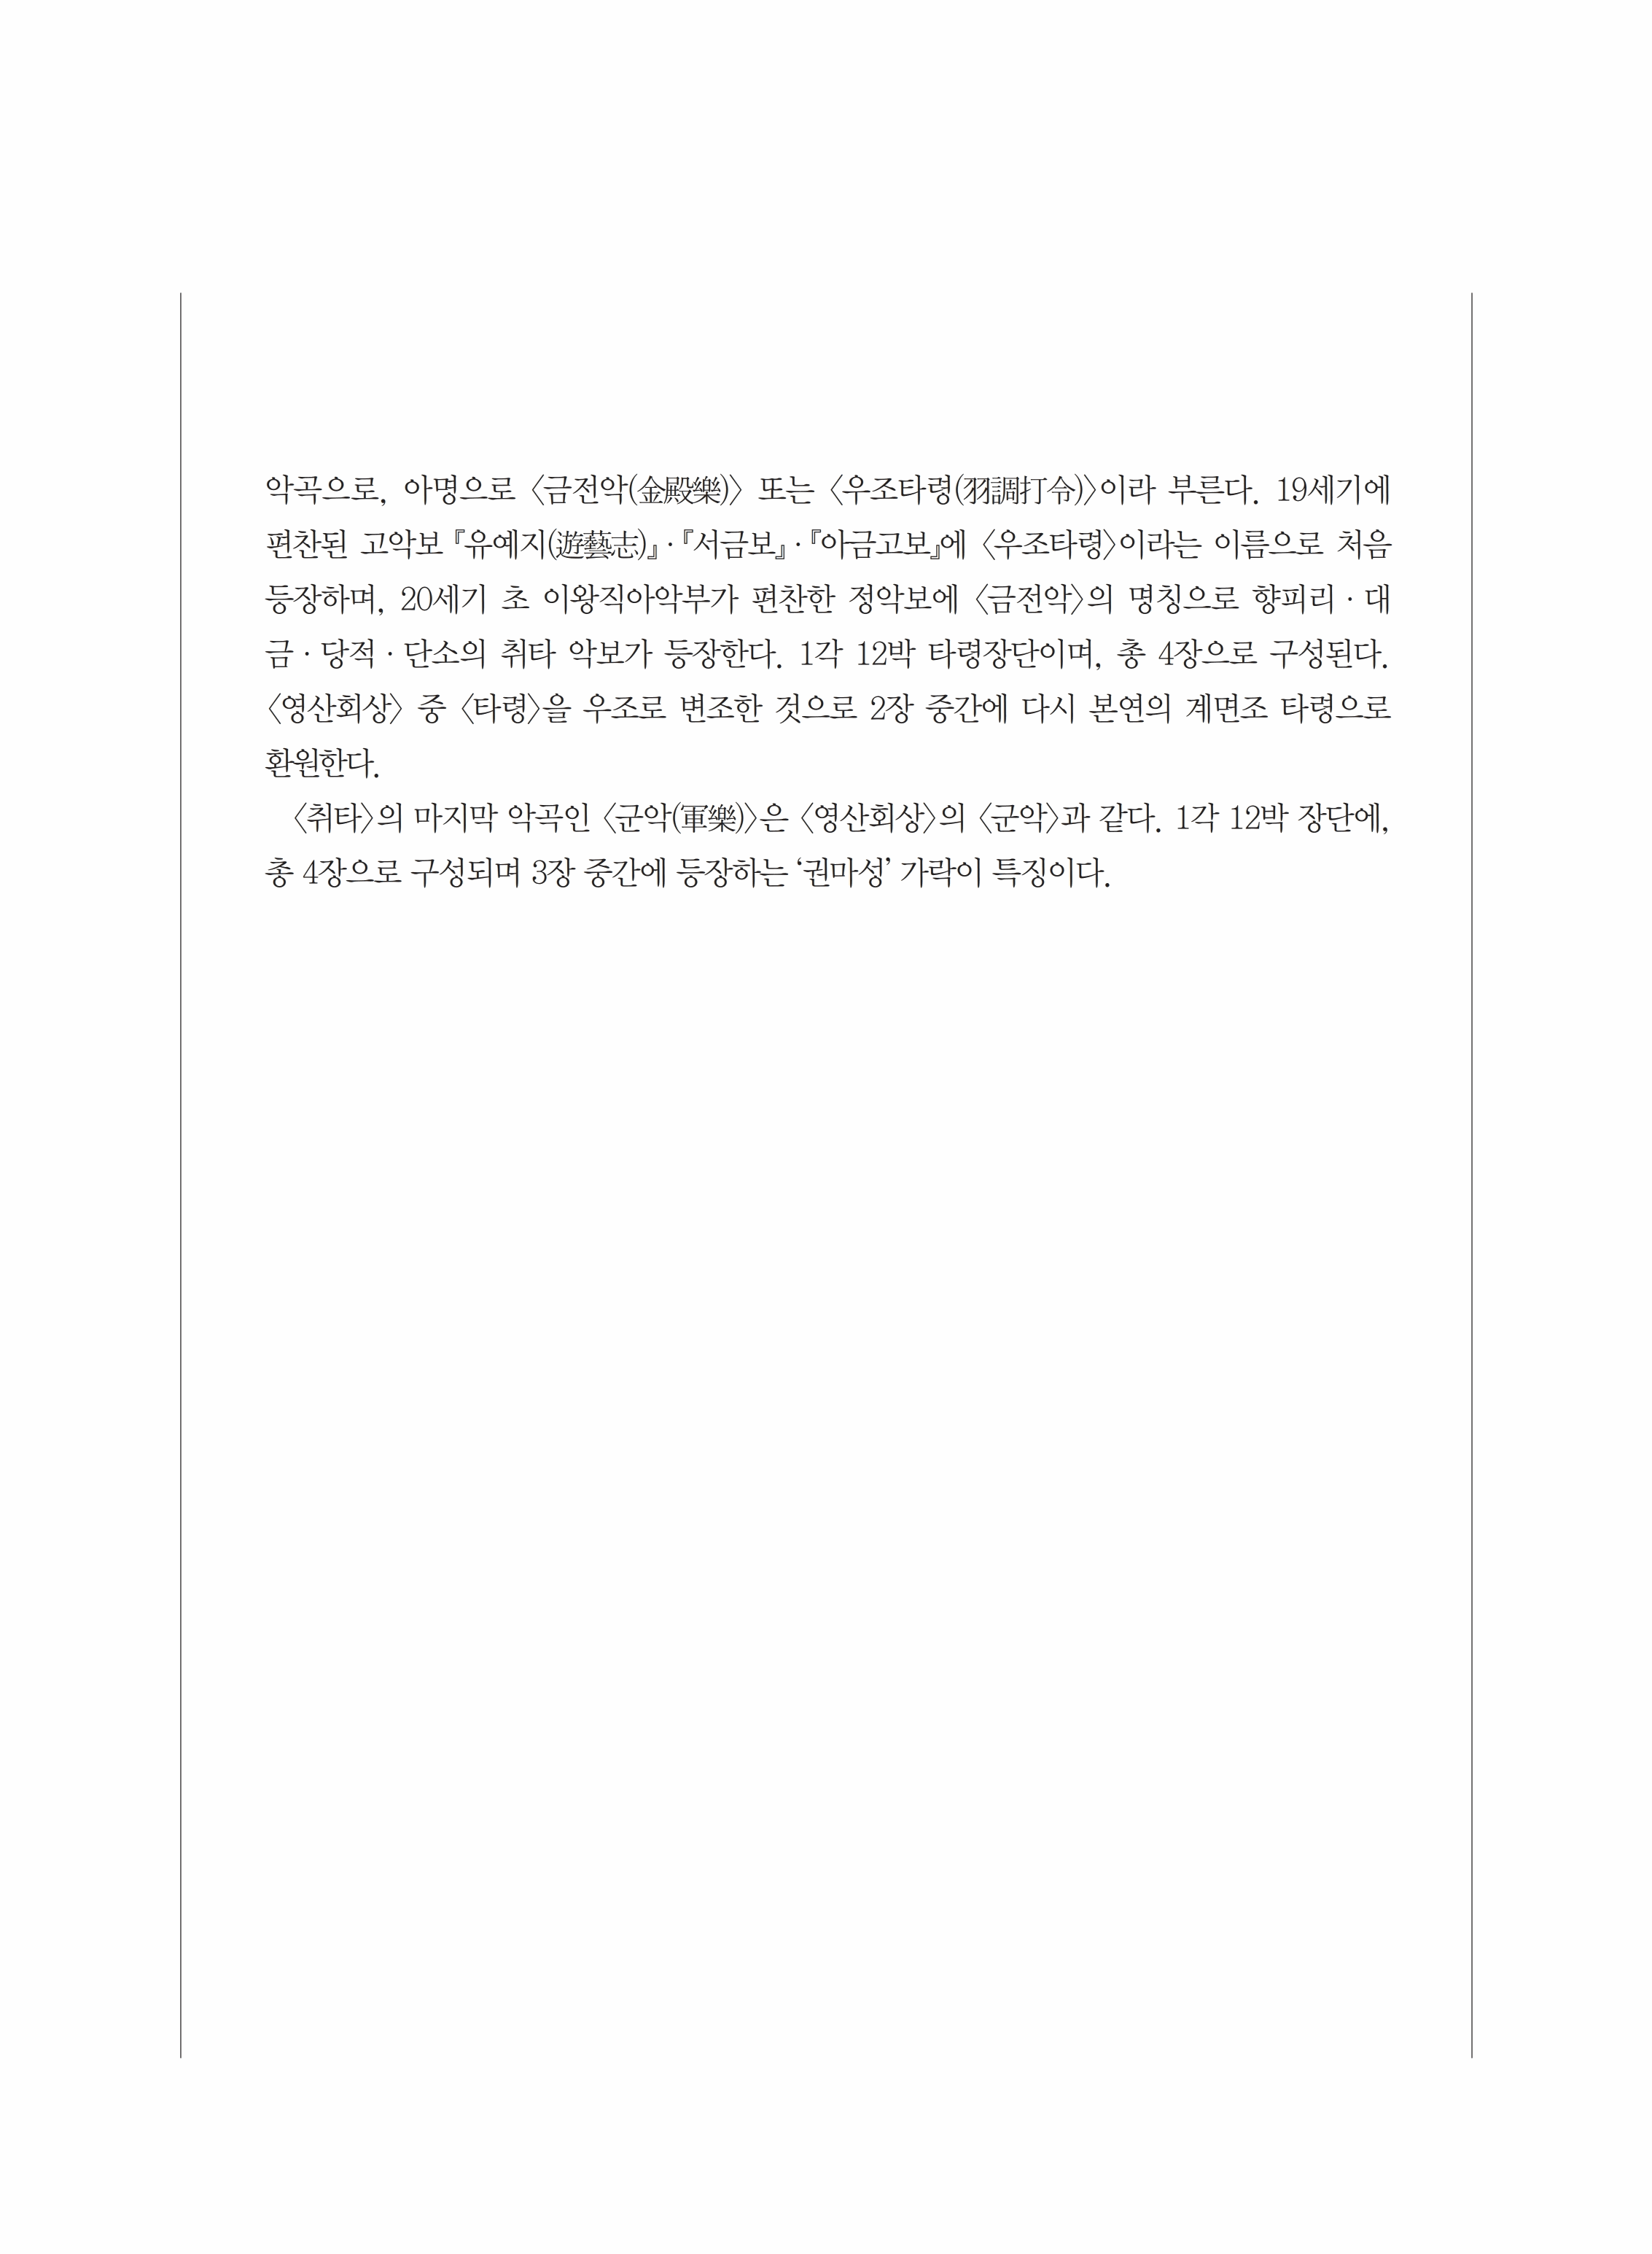 악곡으로, 아명으로 〈금전악(金殿樂)〉 또는 〈우조타령(羽調打令)〉이라 부른다. 19세기에
편찬된 고악보 『유예지(遊藝志)』·『서금보』·『아금고보』에 〈우조타령〉이라는 이름으로 처음
등장하며, 20세기 초 이왕직아악부가 편찬한 정악보에 〈금전악〉의 명칭으로 향피리·대
금·당적·단소의 취타 악보가 등장한다. 1각 12박 타령장단이며, 총 4장으로 구성된다.
〈영산회상〉 중 〈타령〉을 우조로 변조한 것으로 2장 중간에 다시 본연의 계면조 타령으로
환원한다.
〈취타〉의 마지막 악곡인 〈군악(軍樂)〉은 〈영산회상〉의 〈군악〉과 같다. 1각 12박 장단에,
총 4장으로 구성되며 3장 중간에 등장하는 ‘권마성’ 가락이 특징이다.